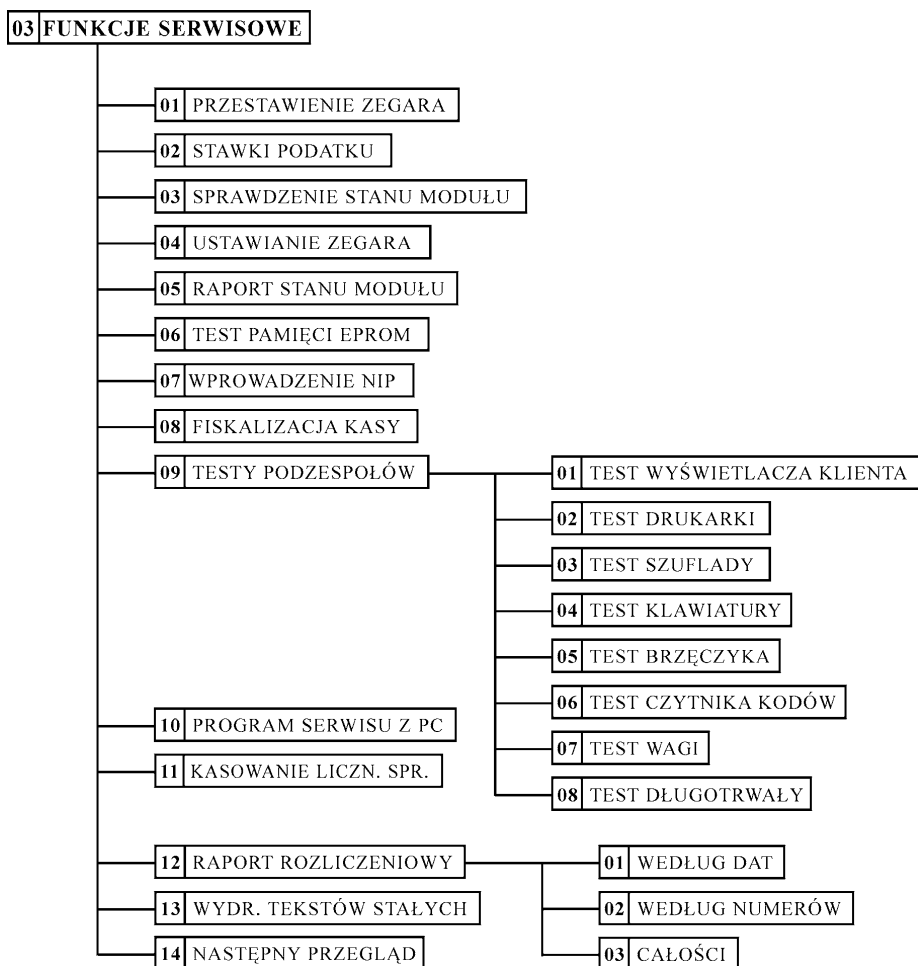 03 FUNKCJE SERWISOWE
01 PRZESTAWIENIE ZEGARA
02 STAWKI PODATKU
03 SPRAWDZENIE STANU MODUŁU
04 USTAWIANIE ZEGARA
05 RAPORT STANU MODUŁU
06 TEST PAMIĘCI EPROM
07 WPROWADZENIE NIP
08 FISKALIZACJA KASY
09 TESTY PODZESPOŁÓW
01 TEST WYŚWIETLACZA KLIENTA
02 TEST DRUKARKI
03 TEST SZUFLADY
04 TEST KLAWIATURY
05 TEST BRZĘCZYKA
06 TEST CZYTNIKA KODÓW
07 TEST WAGI
08 TEST DŁUGOTRWAŁY
10 PROGRAM SERWISU Z PC
11 KASOWANIE LICZN. SPR.
12 RAPORT ROZLICZENIOWY
01 WEDŁUG DAT
02 WEDŁUG NUMERÓW
03 CAŁOŚCI
13 WYDR. TEKSTÓW STAŁYCH
14 NASTĘPNY PRZEGLĄD